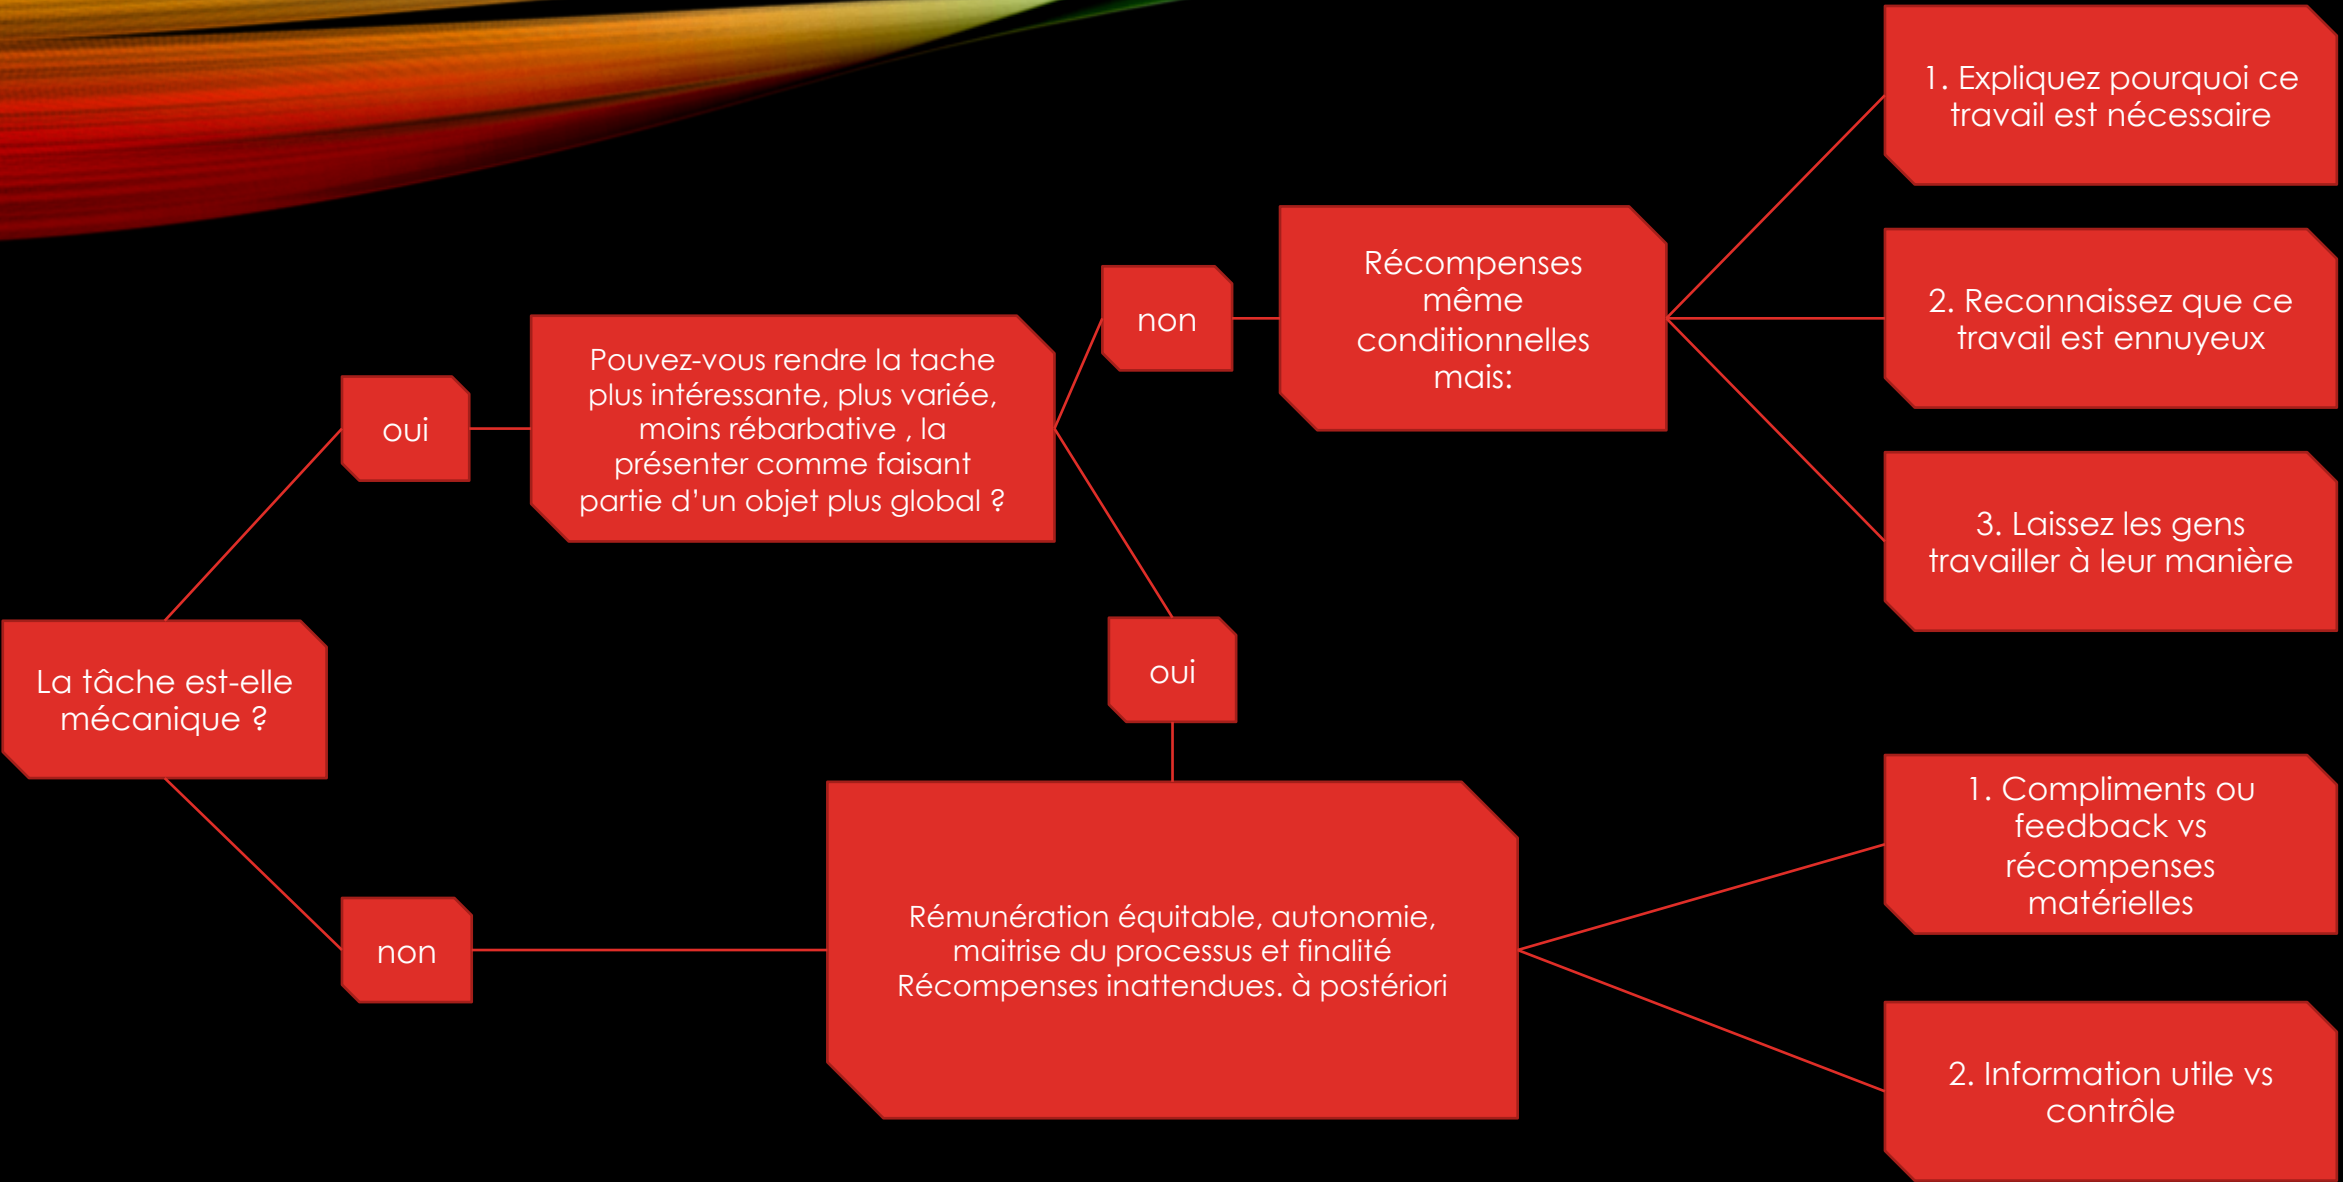 La tâche est-elle
mécanique ?
oui
Pouvez-vous rendre la tache
plus intéressante, plus variée,
moins rébarbative , la
présenter comme faisant
partie d'un objet plus global ?
non
Récompenses
même
conditionnelles
mais:
1. Expliquez pourquoi ce
travail est nécessaire
2. Reconnaissez que ce
travail est ennuyeux
3. Laissez les gens
travailler à leur manière
oui
non
Rémunération équitable, autonomie,
maitrise du processus et finalité
Récompenses inattendues. à postériori
1. Compliments ou
feedback vs
récompenses
matérielles
2. Information utile vs
contrôle